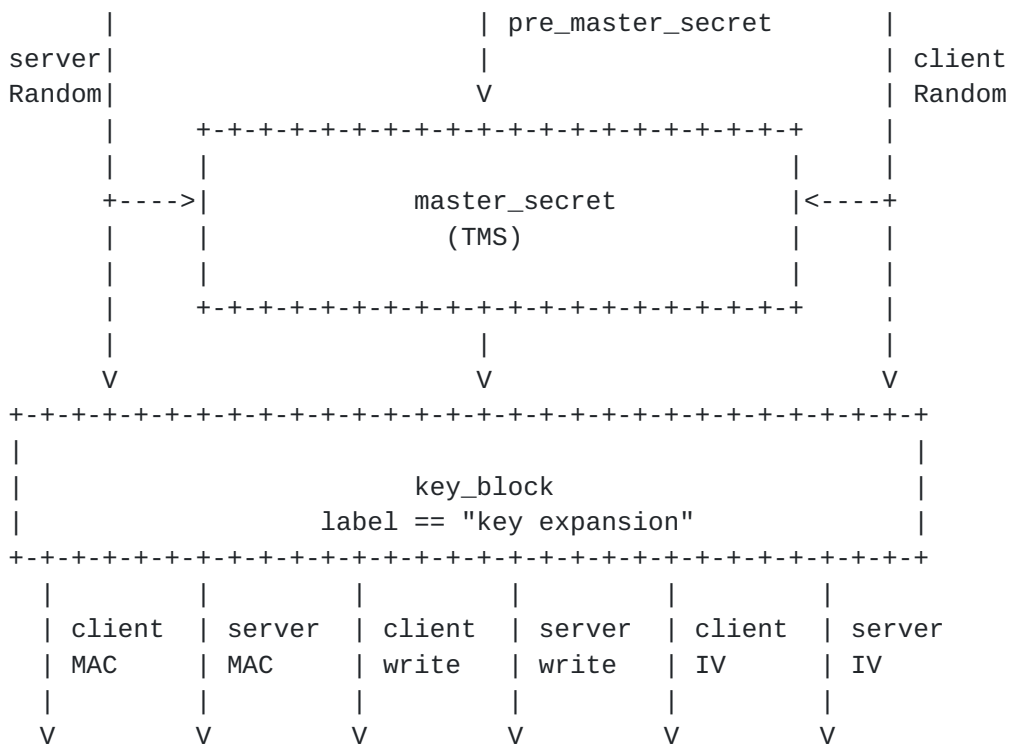 | | pre_master_secret |
server| | | client
Random| V | Random
| +-+-+-+-+-+-+-+-+-+-+-+-+-+-+-+-+-+-+-+ |
| | | |
+---->| master_secret |<----+
| | (TMS) | |
| | | |
| +-+-+-+-+-+-+-+-+-+-+-+-+-+-+-+-+-+-+-+ |
| | |
V V V
+-+-+-+-+-+-+-+-+-+-+-+-+-+-+-+-+-+-+-+-+-+-+-+-+-+-+-+-+-+
| |
| key_block |
| label == "key expansion" |
+-+-+-+-+-+-+-+-+-+-+-+-+-+-+-+-+-+-+-+-+-+-+-+-+-+-+-+-+-+
| | | | | |
| client | server | client | server | client | server
| MAC | MAC | write | write | IV | IV
| | | | | |
V V V V V V